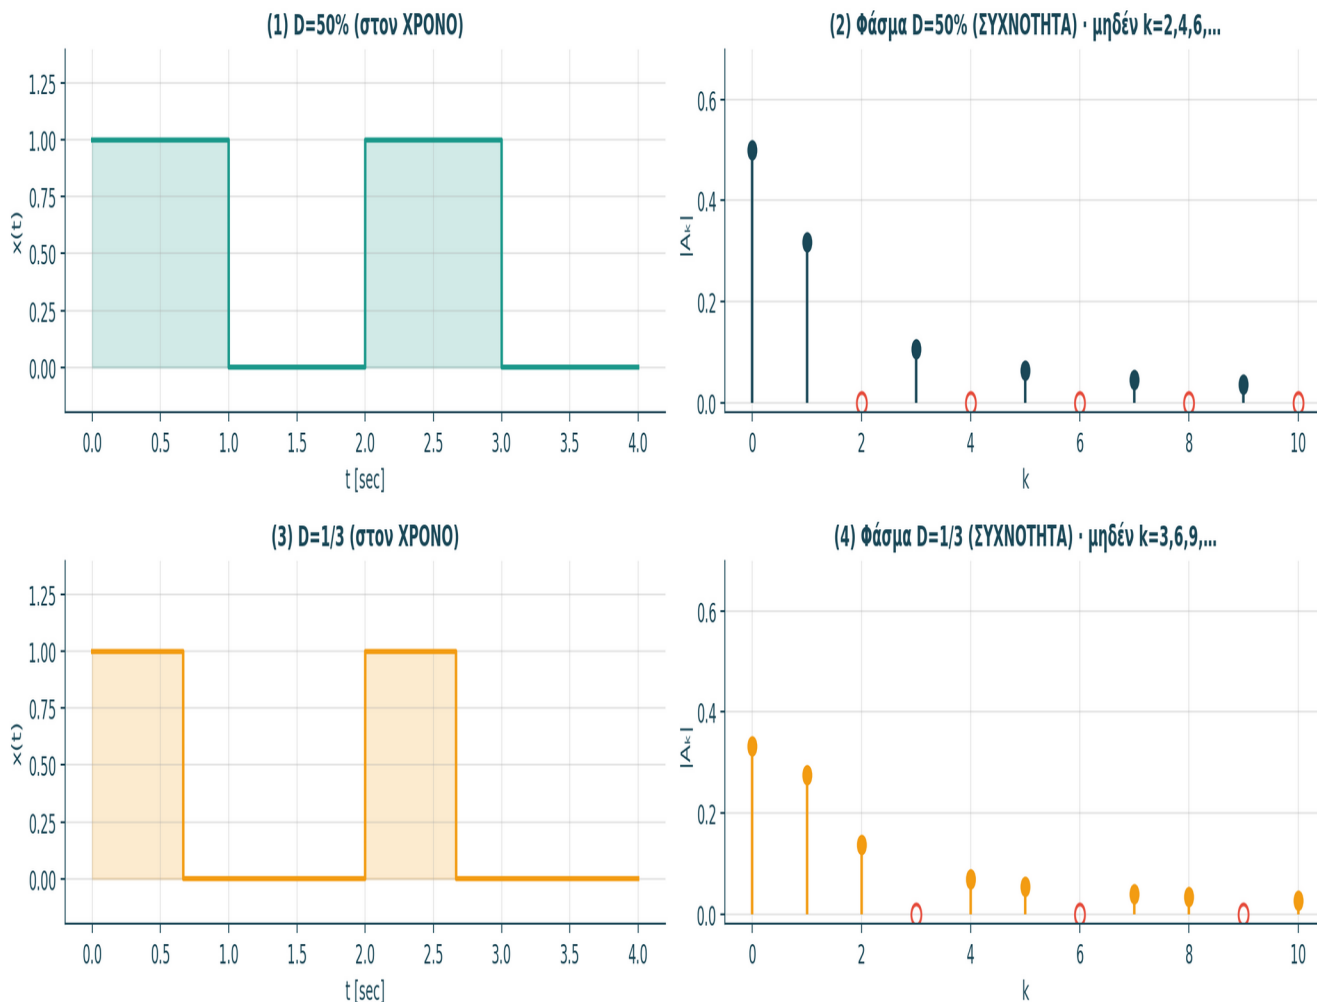 (1) D=50% (στον ΧΡΟΝΟ)
1.25
1.00
0.75
0.50
0.25
0.00
x(t)
0.0 0.5 1.0 1.5 2.0 2.5 3.0 3.5 4.0
t [sec]
(2) Φάσμα D=50% (ΣΥΧΝΟΤΗΤΑ) · μηδέν k=2,4,6,...
0.6
0.4
0.2
0.0
|Aₖ|
0 2 4 6 8 10
k
(3) D=1/3 (στον ΧΡΟΝΟ)
1.25
1.00
0.75
0.50
0.25
0.00
x(t)
0.0 0.5 1.0 1.5 2.0 2.5 3.0 3.5 4.0
t [sec]
(4) Φάσμα D=1/3 (ΣΥΧΝΟΤΗΤΑ) · μηδέν k=3,6,9,...
0.6
0.4
0.2
0.0
|Aₖ|
0 2 4 6 8 10
k